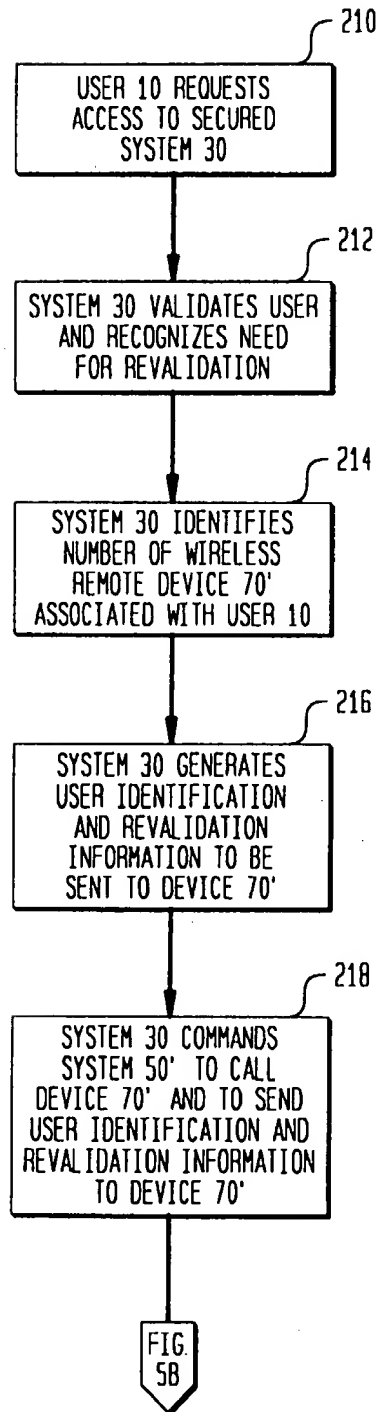 210
USER 10 REQUESTS
ACCESS TO SECURED
SYSTEM 30
212
SYSTEM 30 VALIDATES USER
AND RECOGNIZES NEED
FOR REVALIDATION
214
SYSTEM 30 IDENTIFIES
NUMBER OF WIRELESS
REMOTE DEVICE 70'
ASSOCIATED WITH USER 10
216
SYSTEM 30 GENERATES
USER IDENTIFICATION
AND REVALIDATION
INFORMATION TO BE
SENT TO DEVICE 70'
218
SYSTEM 30 COMMANDS
SYSTEM 50' TO CALL
DEVICE 70' AND TO SEND
USER IDENTIFICATION AND
REVALIDATION INFORMATION
TO DEVICE 70'
FIG.
5B